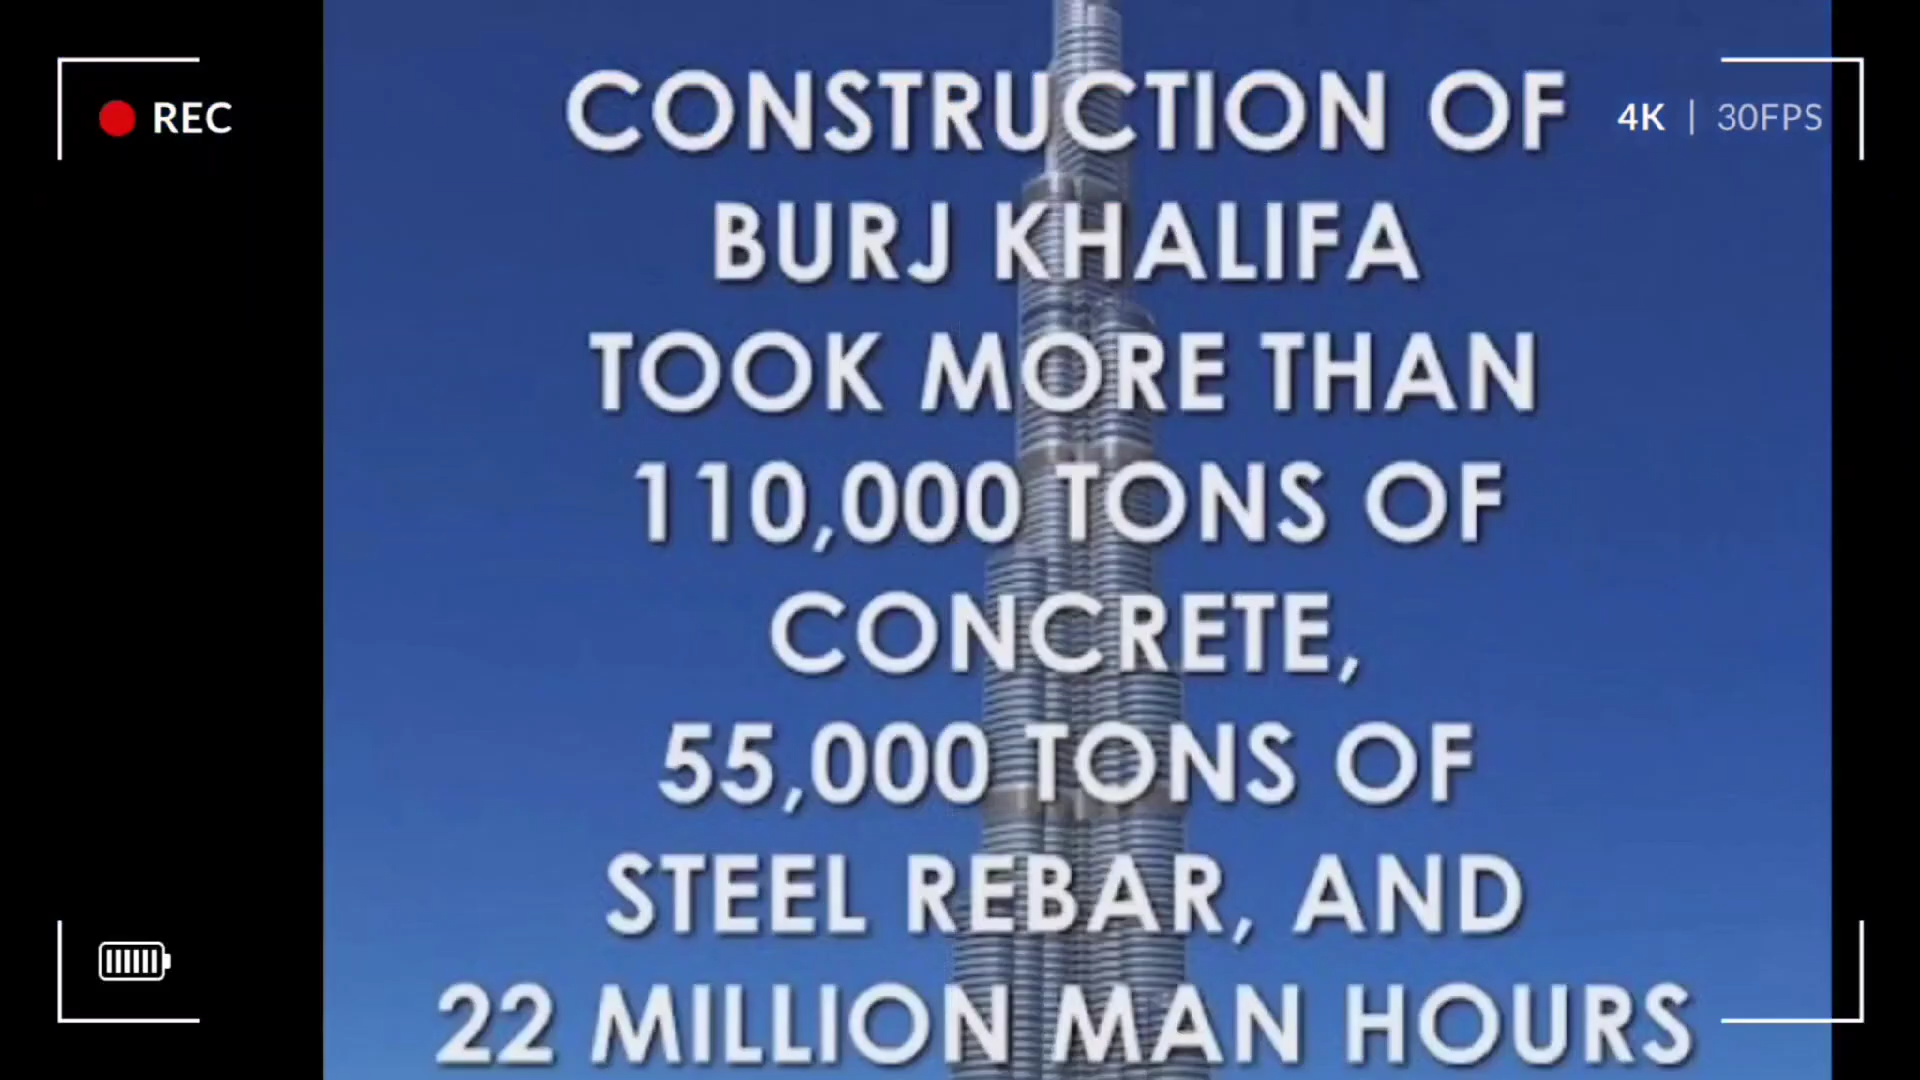 REC
4K | 30FPS
CONSTRUCTION OF
BURJ KHALIFA
TOOK MORE THAN
110,000 TONS OF
CONCRETE,
55,000 TONS OF
STEEL REBAR, AND
22 MILLION MAN HOURS